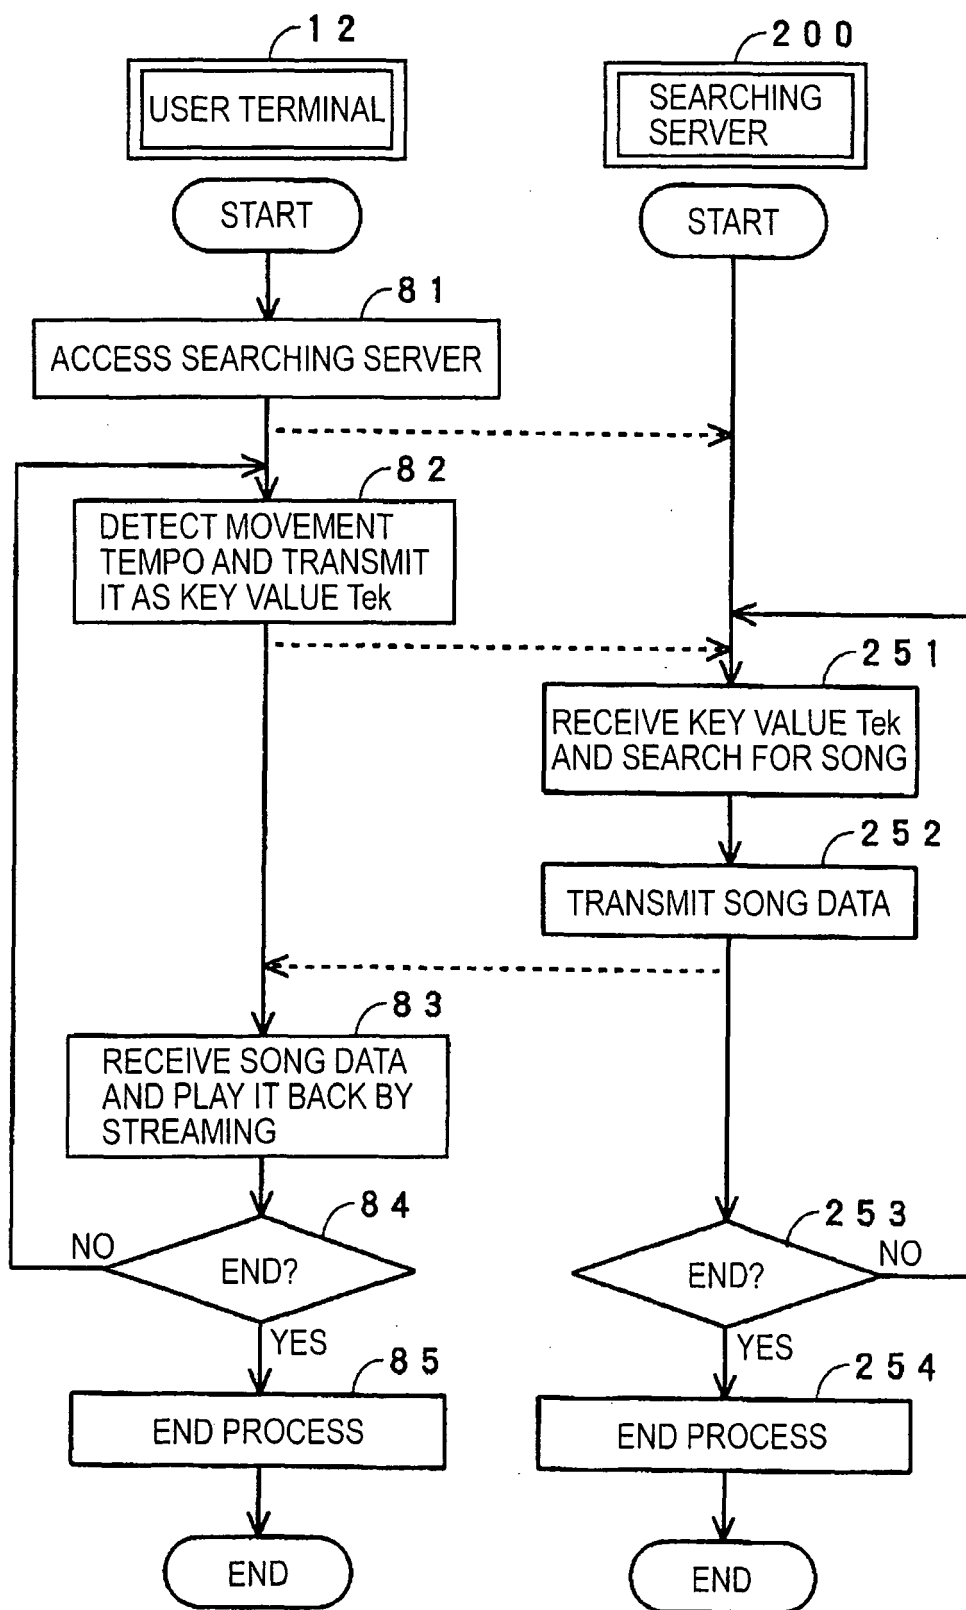 12
USER TERMINAL
START
81
ACCESS SEARCHING SERVER
82
DETECT MOVEMENT
TEMPO AND TRANSMIT
IT AS KEY VALUE Tek
83
RECEIVE SONG DATA
AND PLAY IT BACK BY
STREAMING
84
END?
NO
YES
85
END PROCESS
END
200
SEARCHING
SERVER
START
251
RECEIVE KEY VALUE Tek
AND SEARCH FOR SONG
252
TRANSMIT SONG DATA
253
END?
NO
YES
254
END PROCESS
END